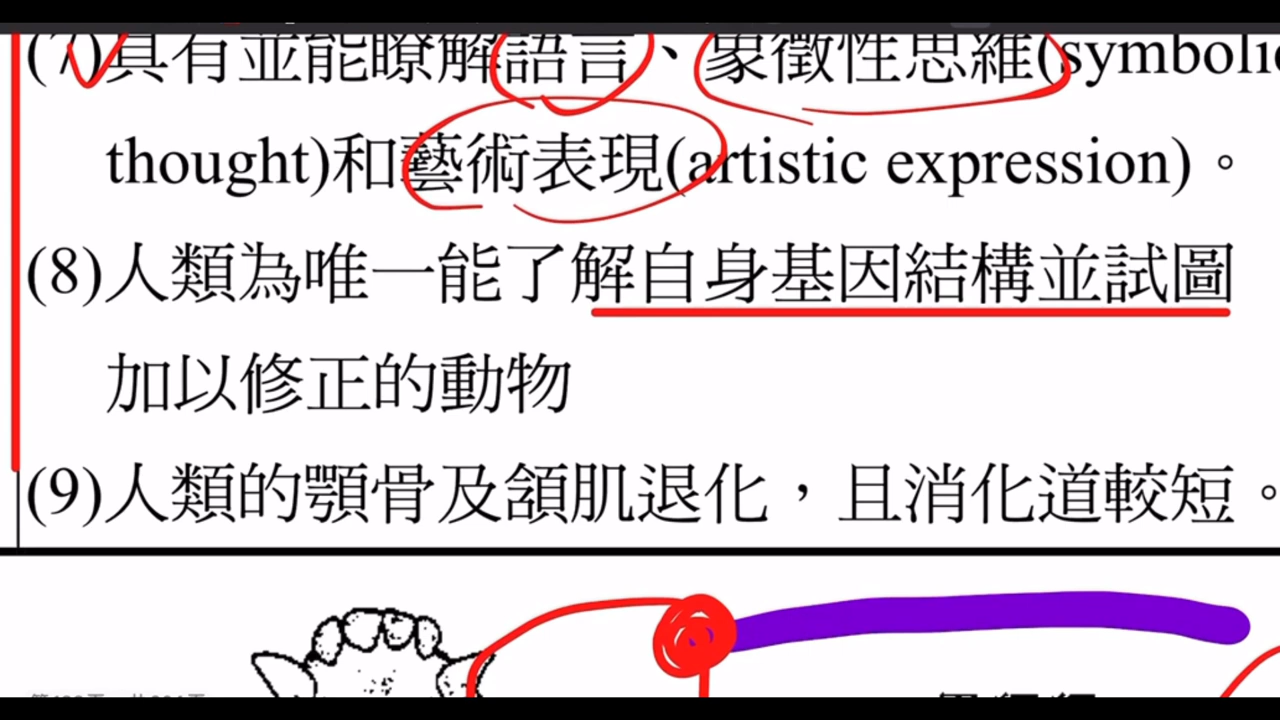 (7)具有並能瞭解語言、象徵性思維(symbolic
thought)和藝術表現(artistic expression)。
(8)人類為唯一能了解自身基因結構並試圖
加以修正的動物
(9)人類的顎骨及頷肌退化，且消化道較短。